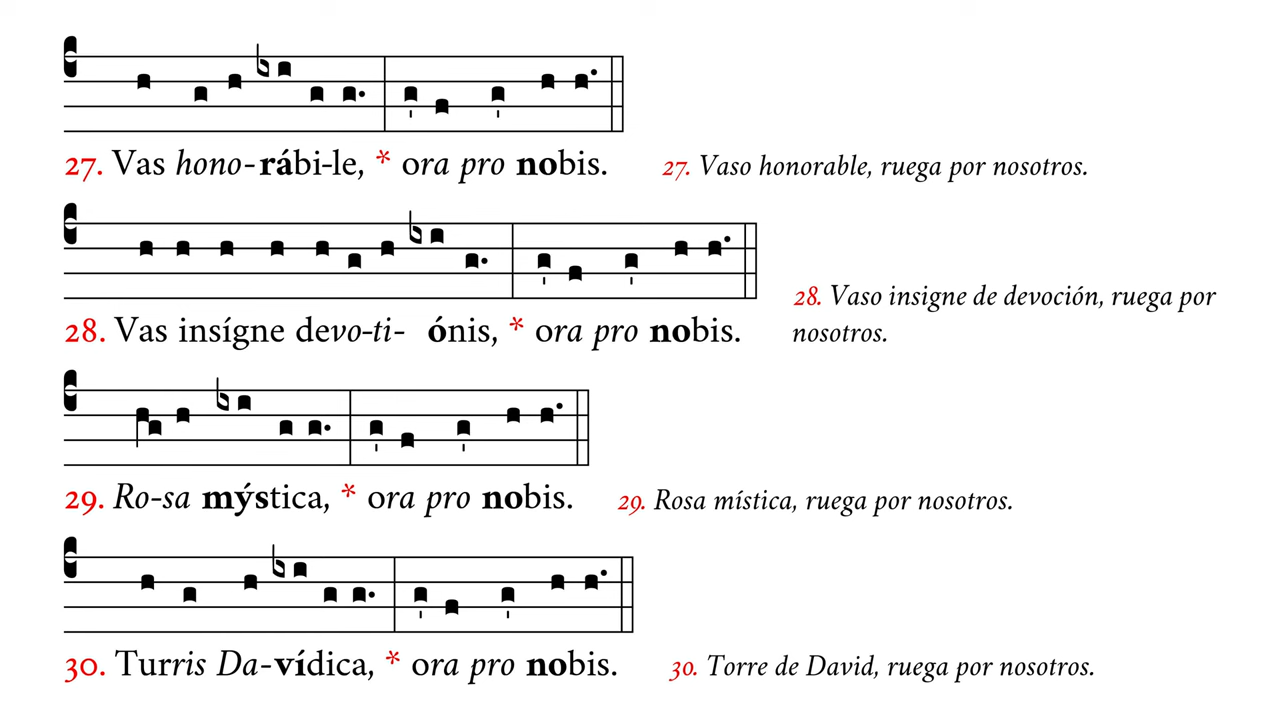 27. Vas hono-rábi-le, * ora pro nobis.
27. Vaso honorable, ruega por nosotros.
28. Vas insígne devo-ti- ónis, * ora pro nobis.
28. Vaso insigne de devoción, ruega por
nosotros.
29. Ro-sa mýstica, * ora pro nobis.
29. Rosa mística, ruega por nosotros.
30. Turris Da-vídica, * ora pro nobis.
30. Torre de David, ruega por nosotros.